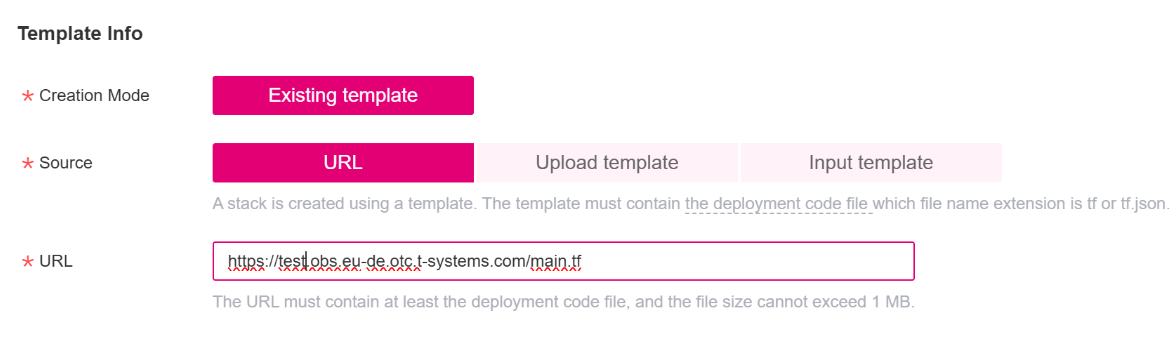 Template Info
* Creation Mode
Existing template
* Source
URL
Upload template
Input template
A stack is created using a template. The template must contain the deployment code file which file name extension is tf or tf.json.
* URL
https://test.obs.eu-de.otc.t-systems.com/main.tf
The URL must contain at least the deployment code file, and the file size cannot exceed 1 MB.